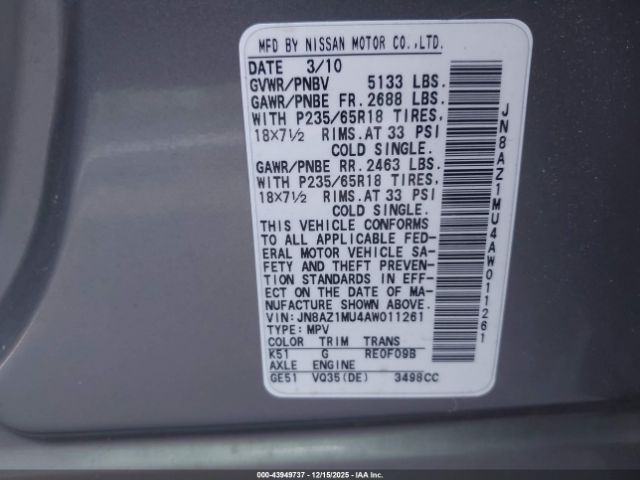 MFD BY NISSAN MOTOR CO.,LTD.
DATE 3/10
GVWR/PNBV 5133 LBS.
GAWR/PNBE FR. 2688 LBS.
WITH P235/65R18 TIRES,
18X7½ RIMS.AT 33 PSI
COLD SINGLE.
GAWR/PNBE RR. 2463 LBS.
WITH P235/65R18 TIRES,
18X7½ RIMS.AT 33 PSI
COLD SINGLE.
THIS VEHICLE CONFORMS
TO ALL APPLICABLE FED-
ERAL MOTOR VEHICLE SA-
FETY AND THEFT PREVEN-
TION STANDARDS IN EFF-
ECT ON THE DATE OF MA-
NUFACTURE SHOWN ABOVE.
VIN:JN8AZ1MU4AW011261
TYPE: MPV
COLOR TRIM TRANS
K51 G RE0F09B
AXLE ENGINE
GE51 VQ35(DE) 3498CC
JN8AZ1MU4AW011261
000-43949737 - 12/15/2025 - IAAI Corp.